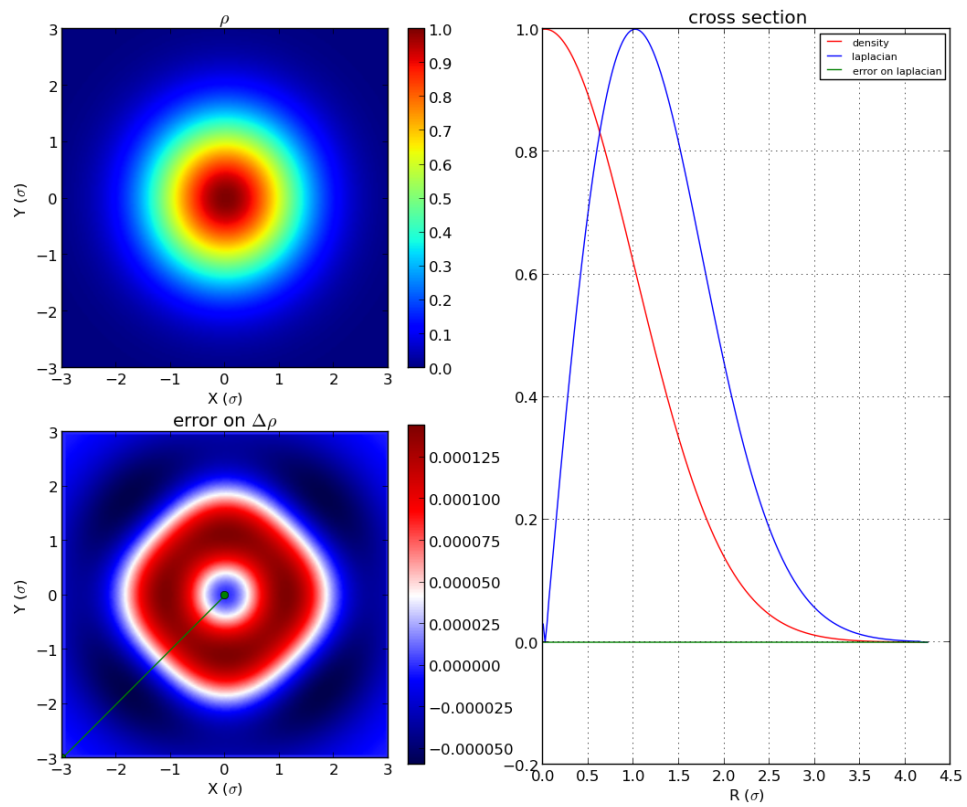 ρ
3
2
1
0
−1
−2
−3
Y (σ)
−3 −2 −1 0 1 2 3
X (σ)
1.0
0.9
0.8
0.7
0.6
0.5
0.4
0.3
0.2
0.1
0.0
error on Δρ
3
2
1
0
−1
−2
−3
Y (σ)
−3 −2 −1 0 1 2 3
X (σ)
0.000125
0.000100
0.000075
0.000050
0.000025
0.000000
−0.000025
−0.000050
cross section
density
laplacian
error on laplacian
1.0
0.8
0.6
0.4
0.2
0.0
−0.2
0.0 0.5 1.0 1.5 2.0 2.5 3.0 3.5 4.0 4.5
R (σ)